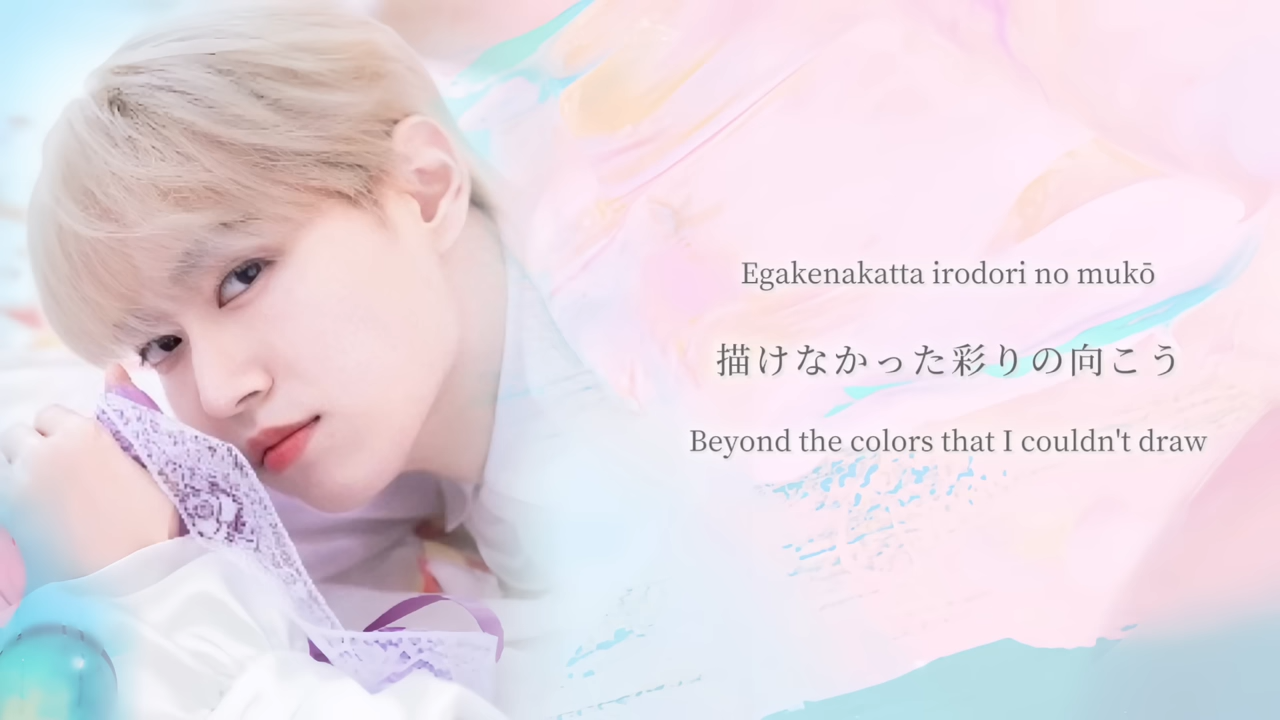 Egakenakatta irodori no mukō
描けなかった彩りの向こう
Beyond the colors that I couldn't draw